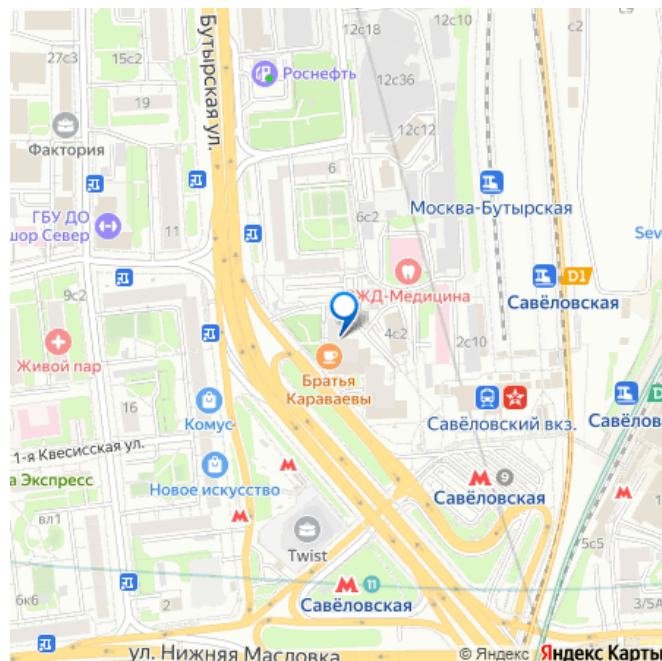 12с18
12с10
с9
с2
27с3
15с2
Бутырская ул.
Роснефть
12с36
19
12с12
Фактория
6
Москва-Бутырская
ГБУ ДО
шор Север
11
6с2
Sev
D1
Савёловская
9с2
ЖД-Медицина
4с2
2с10
Живой пар
Братья
Караваевы
16
Комус
Савёловский вкз.
Савёловс
1-я Квесисская ул.
а Экспресс
Новое искусство
9
Савёловская
вл1
Twist
5с5
11
Савёловская
6к6
2
3/5А
ул. Нижняя Масловка
© Яндекс Яндекс Карты